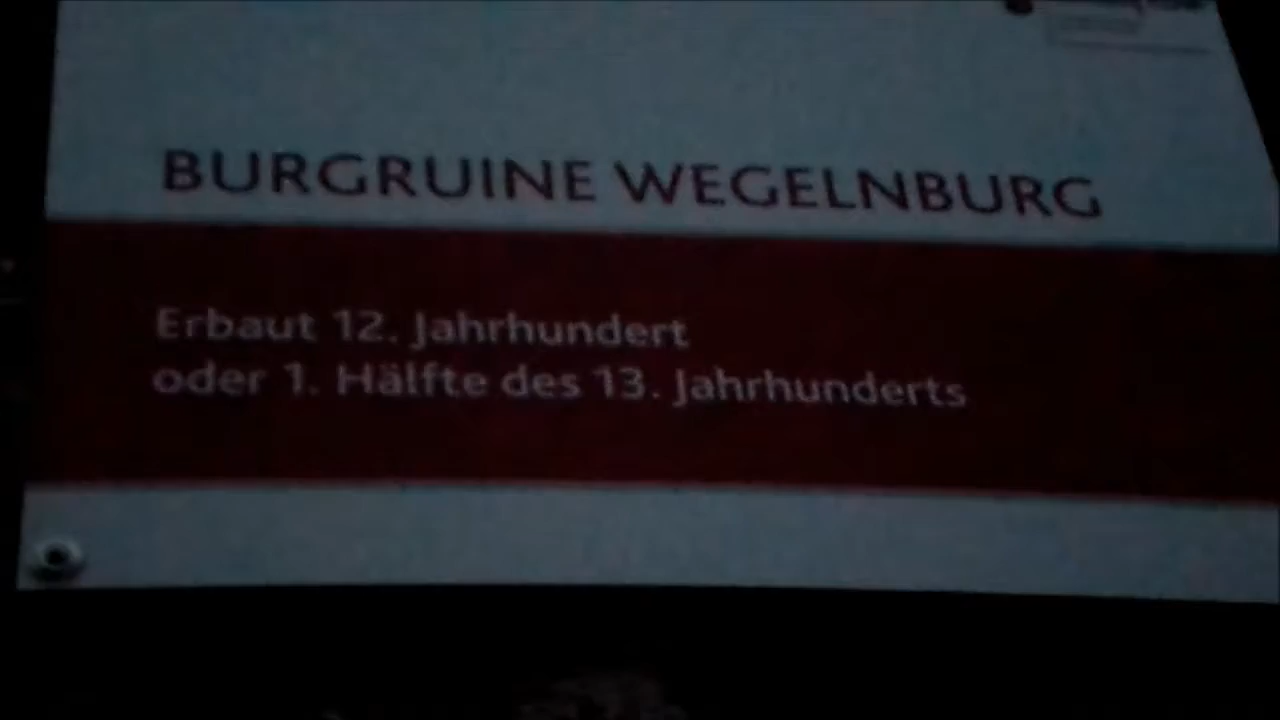 BURGRUINE WEGELNBURG
Erbaut 12. Jahrhundert
oder 1. Hälfte des 13. Jahrhunderts